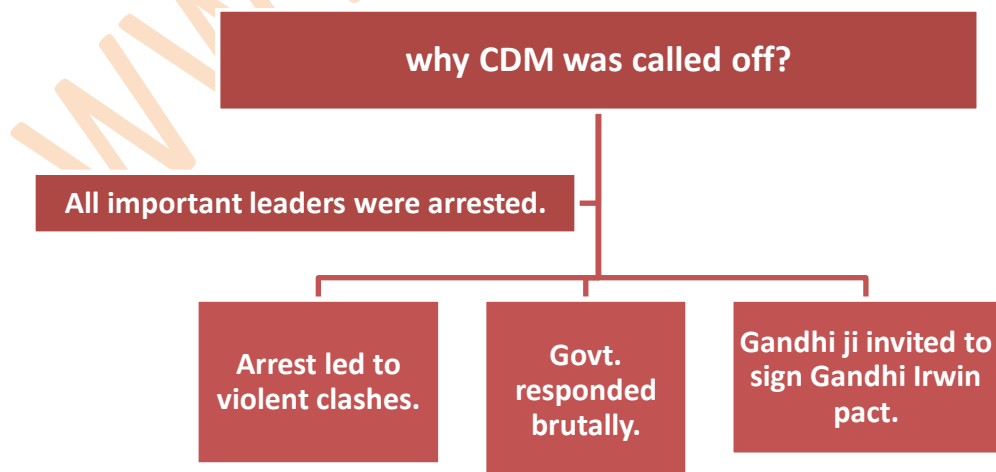 why CDM was called off?
All important leaders were arrested.
Arrest led to
violent clashes.
Govt.
responded
brutally.
Gandhi ji invited to
sign Gandhi Irwin
pact.